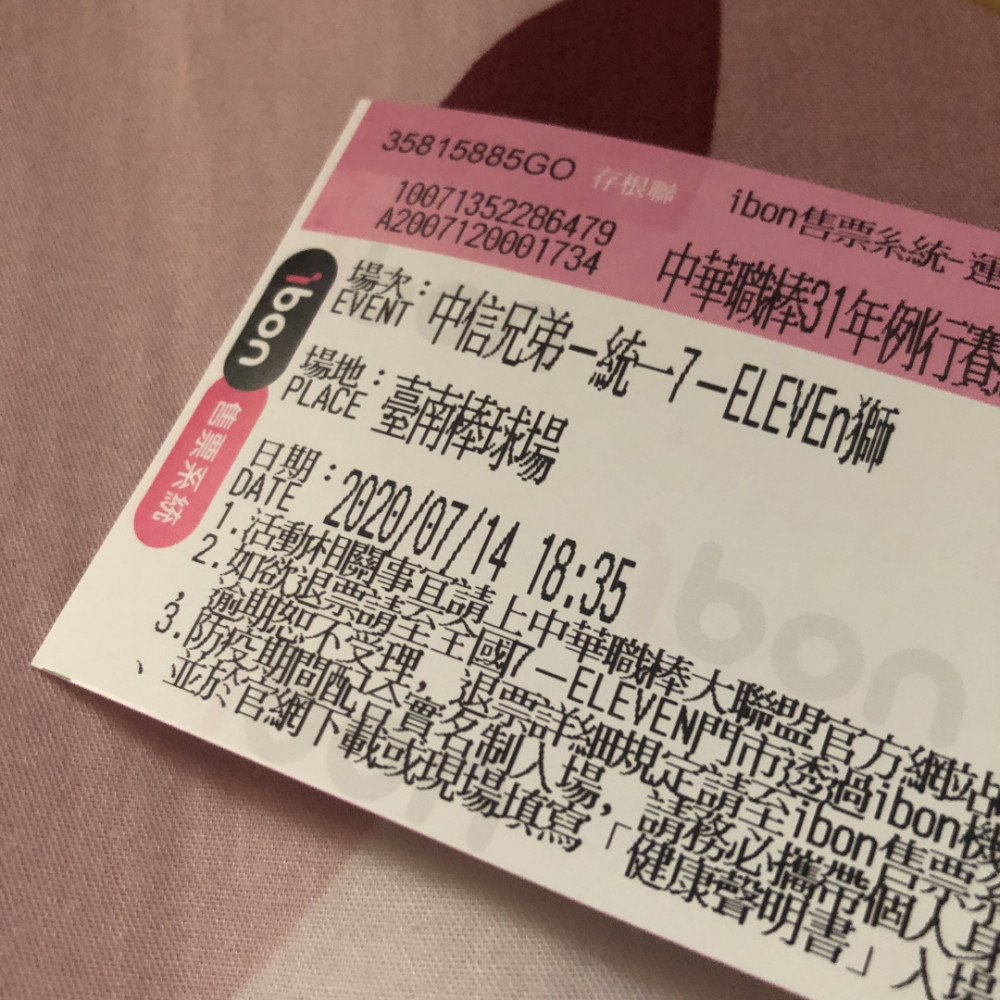 35815885GO 存根聯
ibon售票系統-運
10071352286479
A2007120001734
中華職棒31年例行賽
ibon
售票系統
場次：中信兄弟－統一7－ELEVEn獅
EVENT
場地：臺南棒球場
PLACE
日期：2020/07/14 18:35
DATE
1.活動相關事宜請上中華職棒大聯盟官方網站
2.如欲退票請至全國7－ELEVEN門市透過ibon機
，逾期恕不受理，退票詳細規定請至ibon售票系
3.防疫期間配合實名制入場，請務必攜帶個人身
、並於官網下載或現場填寫「健康聲明書」入場
ibon